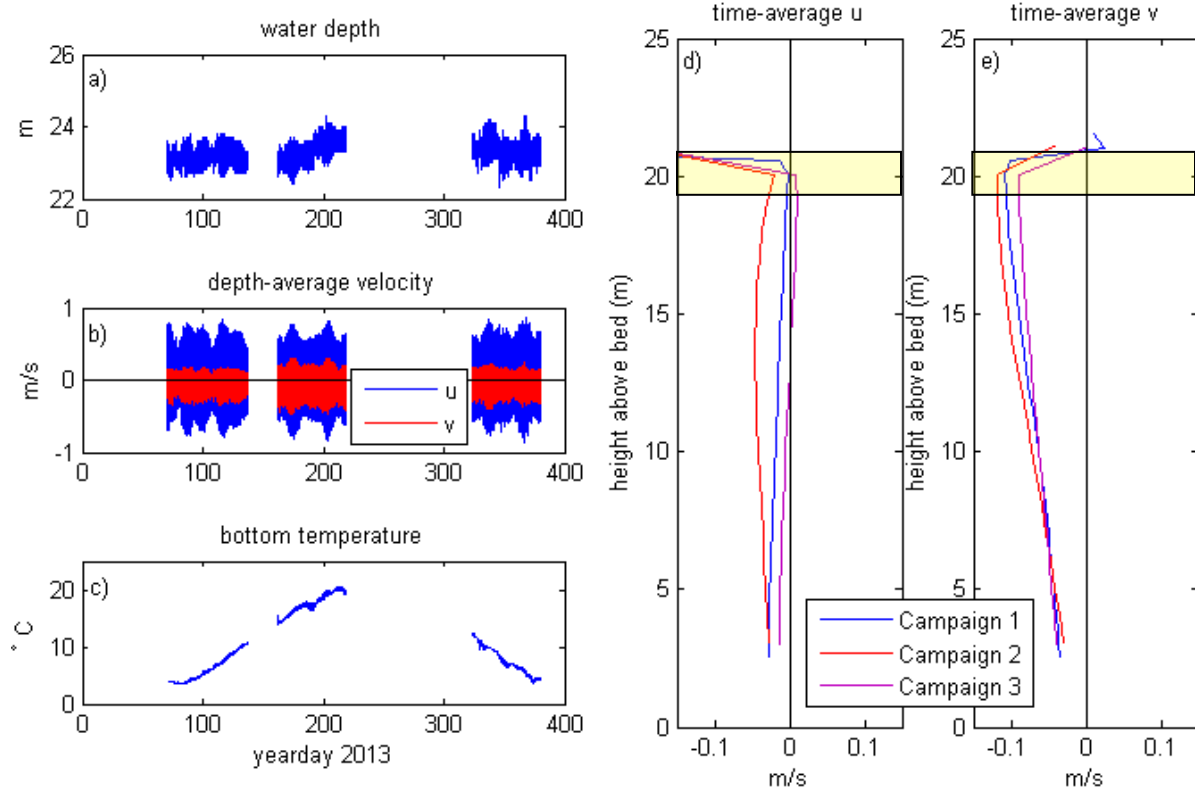 water depth
26
24
22
m
a)
0
100
200
300
400
depth-average velocity
1
0
-1
m/s
b)
u
v
0
100
200
300
400
bottom temperature
20
10
0
° C
c)
0
100
200
300
400
yearday 2013
time-average u
25
20
15
10
5
0
d)
height above bed (m)
-0.1
0
0.1
m/s
time-average v
25
20
15
10
5
0
e)
height above bed (m)
Campaign 1
Campaign 2
Campaign 3
-0.1
0
0.1
m/s